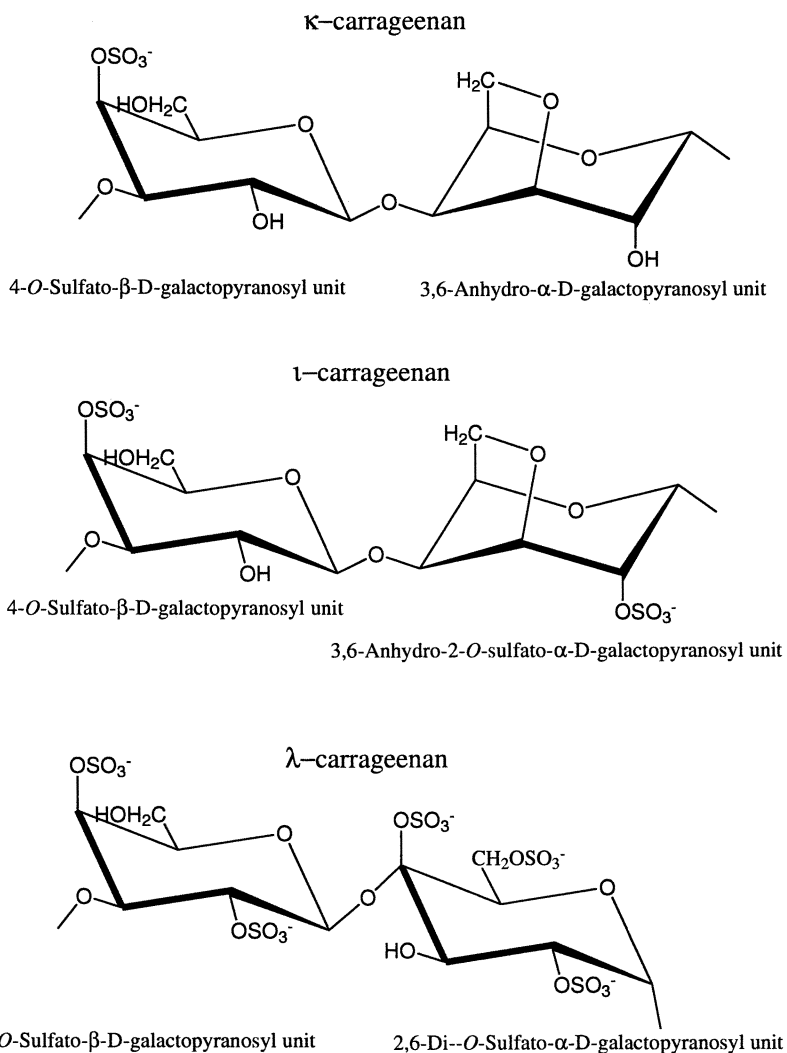 κ–carrageenan
OSO₃⁻
HOH₂C
O
H₂C
O
O
O
O
OH
OH
4-O-Sulfato-β-D-galactopyranosyl unit
3,6-Anhydro-α-D-galactopyranosyl unit
ι–carrageenan
OSO₃⁻
HOH₂C
O
H₂C
O
O
O
O
OH
OSO₃⁻
4-O-Sulfato-β-D-galactopyranosyl unit
3,6-Anhydro-2-O-sulfato-α-D-galactopyranosyl unit
λ–carrageenan
OSO₃⁻
HOH₂C
O
OSO₃⁻
CH₂OSO₃⁻
O
O
O
OSO₃⁻
HO
OSO₃⁻
O-Sulfato-β-D-galactopyranosyl unit
2,6-Di--O-Sulfato-α-D-galactopyranosyl unit